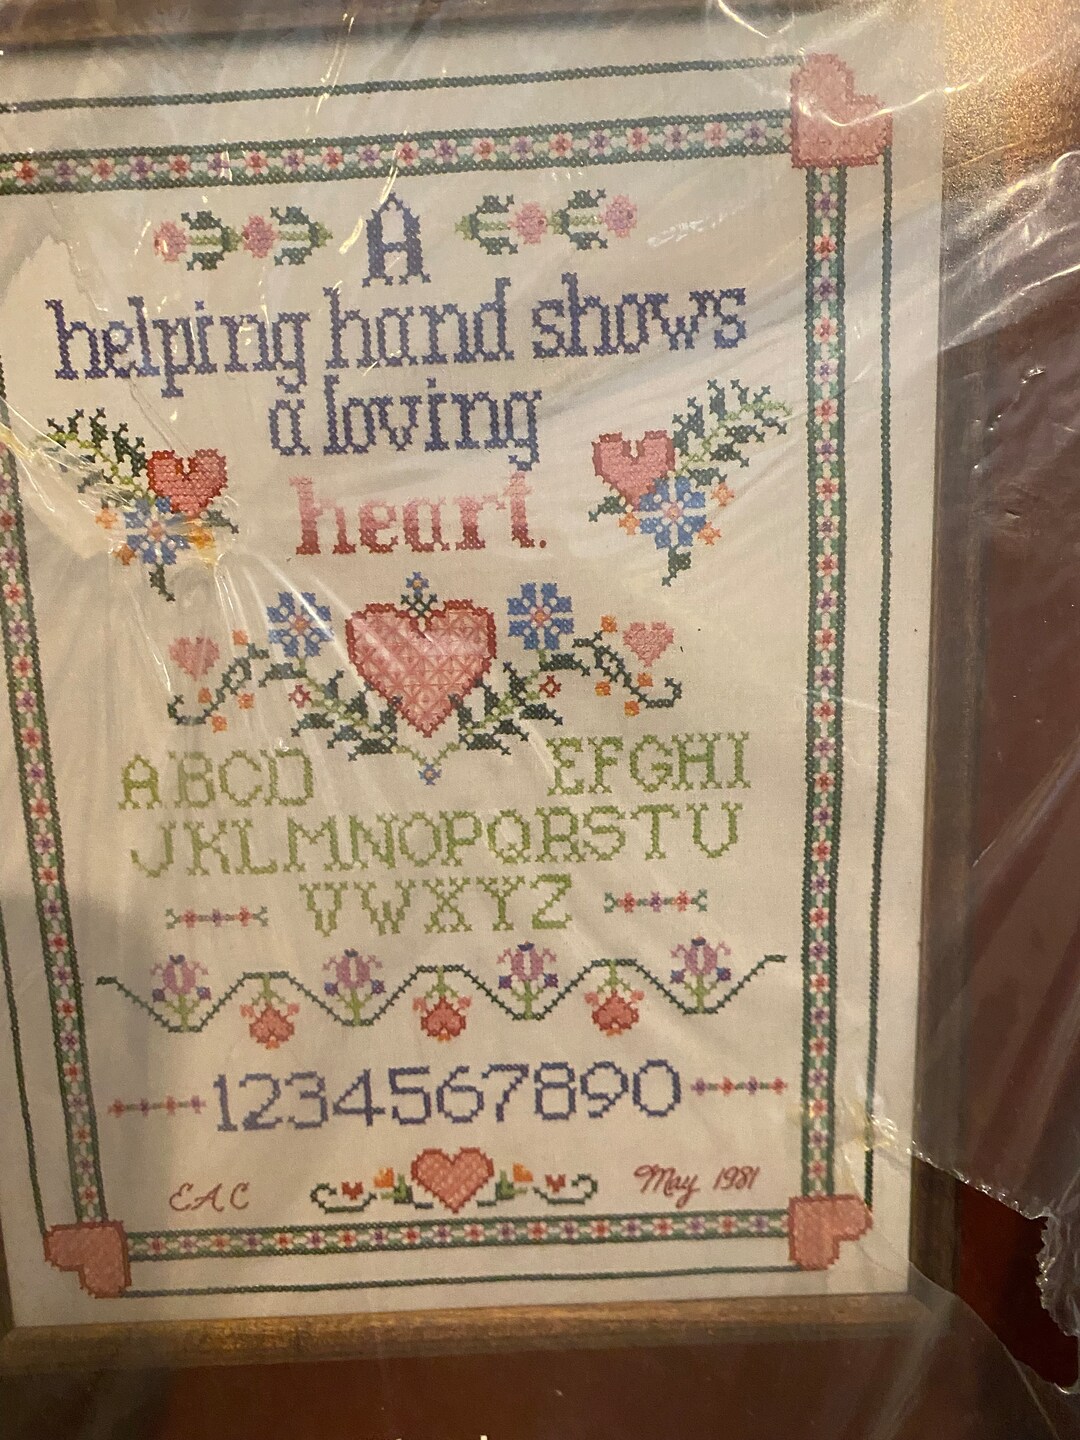 A
helping hand shows
a loving
heart.
ABCD EFGHI
JKLMNOPQRSTU
VWXYZ
1234567890
EAC May 1981